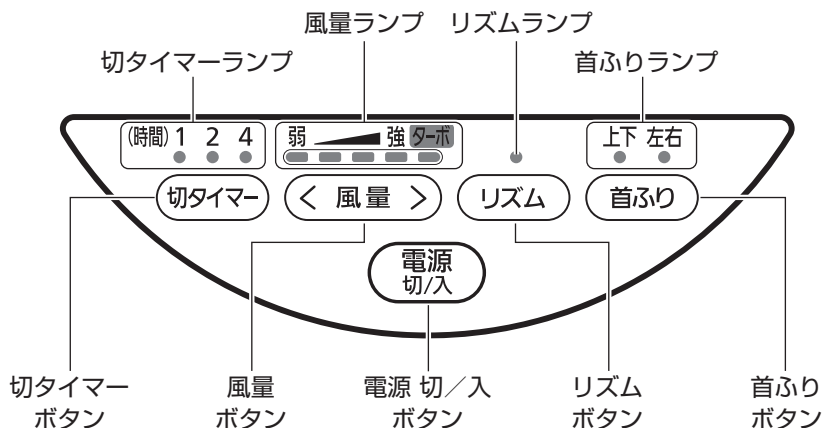 風量ランプ リズムランプ
切タイマーランプ 首ふりランプ
(時間) 1 2 4 弱 強 ターボ 上下 左右
切タイマー < 風量 > リズム 首ふり
電源
切/入
切タイマー
ボタン
風量
ボタン
電源 切／入
ボタン
リズム
ボタン
首ふり
ボタン